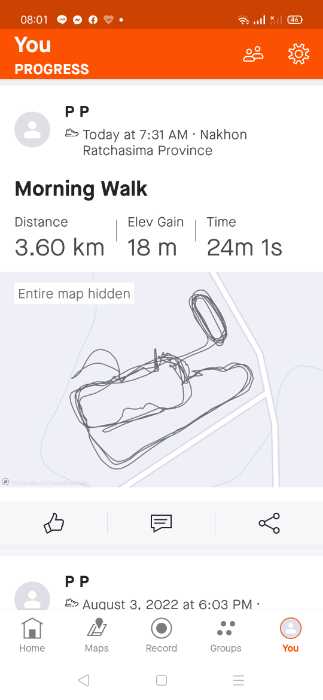 08:01
46
You
PROGRESS
P P
Today at 7:31 AM · Nakhon
Ratchasima Province
Morning Walk
Distance
Elev Gain
Time
3.60 km
18 m
24m 1s
Entire map hidden
P P
August 3, 2022 at 6:03 PM ·
Home
Maps
Record
Groups
You